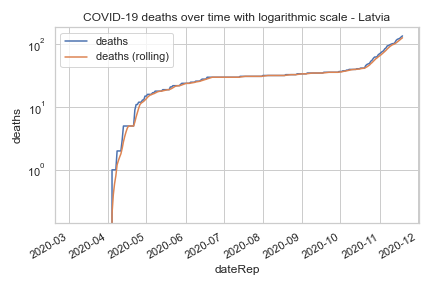 COVID-19 deaths over time with logarithmic scale - Latvia
deaths
deaths (rolling)
10²
10¹
10⁰
deaths
2020-03
2020-04
2020-05
2020-06
2020-07
2020-08
2020-09
2020-10
2020-11
2020-12
dateRep